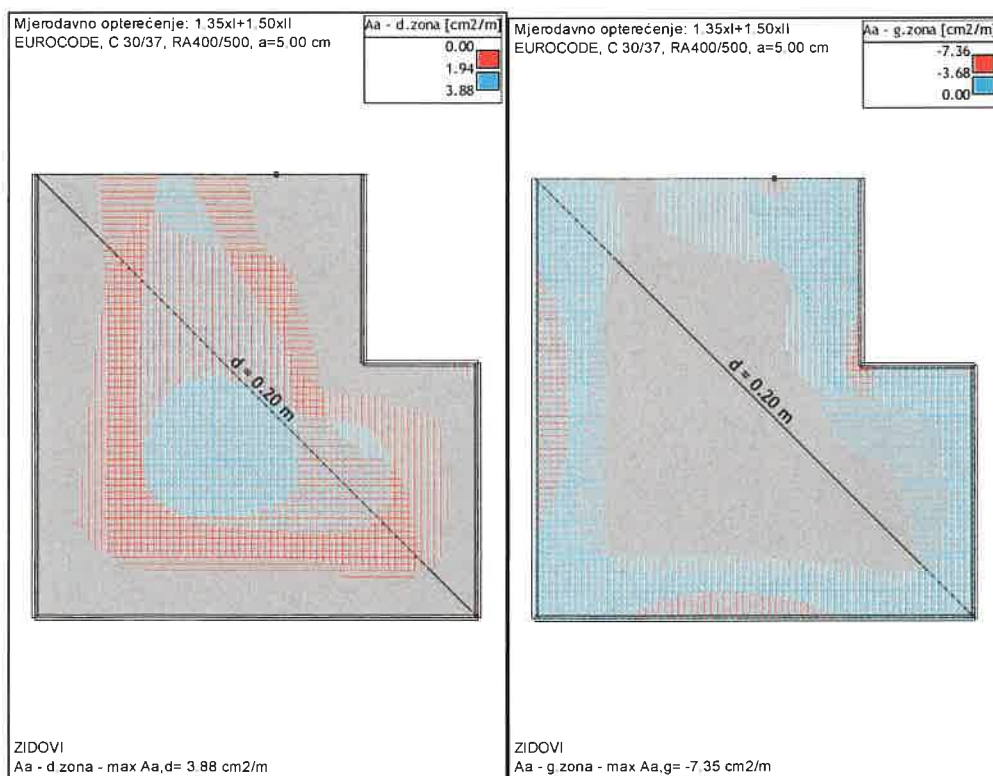 Mjerodavno opterećenje: 1.35xI+1.50xII
EUROCODE, C 30/37, RA400/500, a=5.00 cm
Aa - d.zona [cm2/m]
0.00
1.94
3.88
d = 0.20 m
ZIDOVI
Aa - d.zona - max Aa,d= 3.88 cm2/m
Mjerodavno opterećenje: 1.35xI+1.50xII
EUROCODE, C 30/37, RA400/500, a=5.00 cm
Aa - g.zona [cm2/m]
-7.36
-3.68
0.00
d = 0.20 m
ZIDOVI
Aa - g.zona - max Aa,g= -7.35 cm2/m